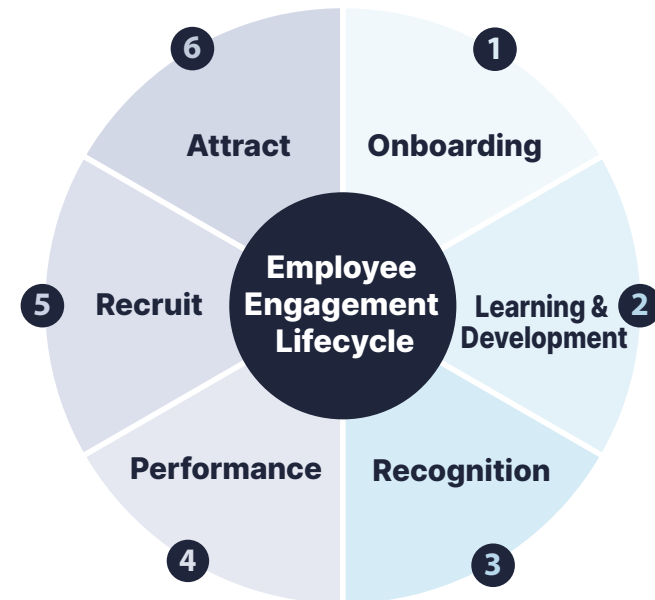 6
1
Attract
Onboarding
Employee
Engagement
Lifecycle
5
Recruit
Learning &
Development
2
Performance
Recognition
4
3